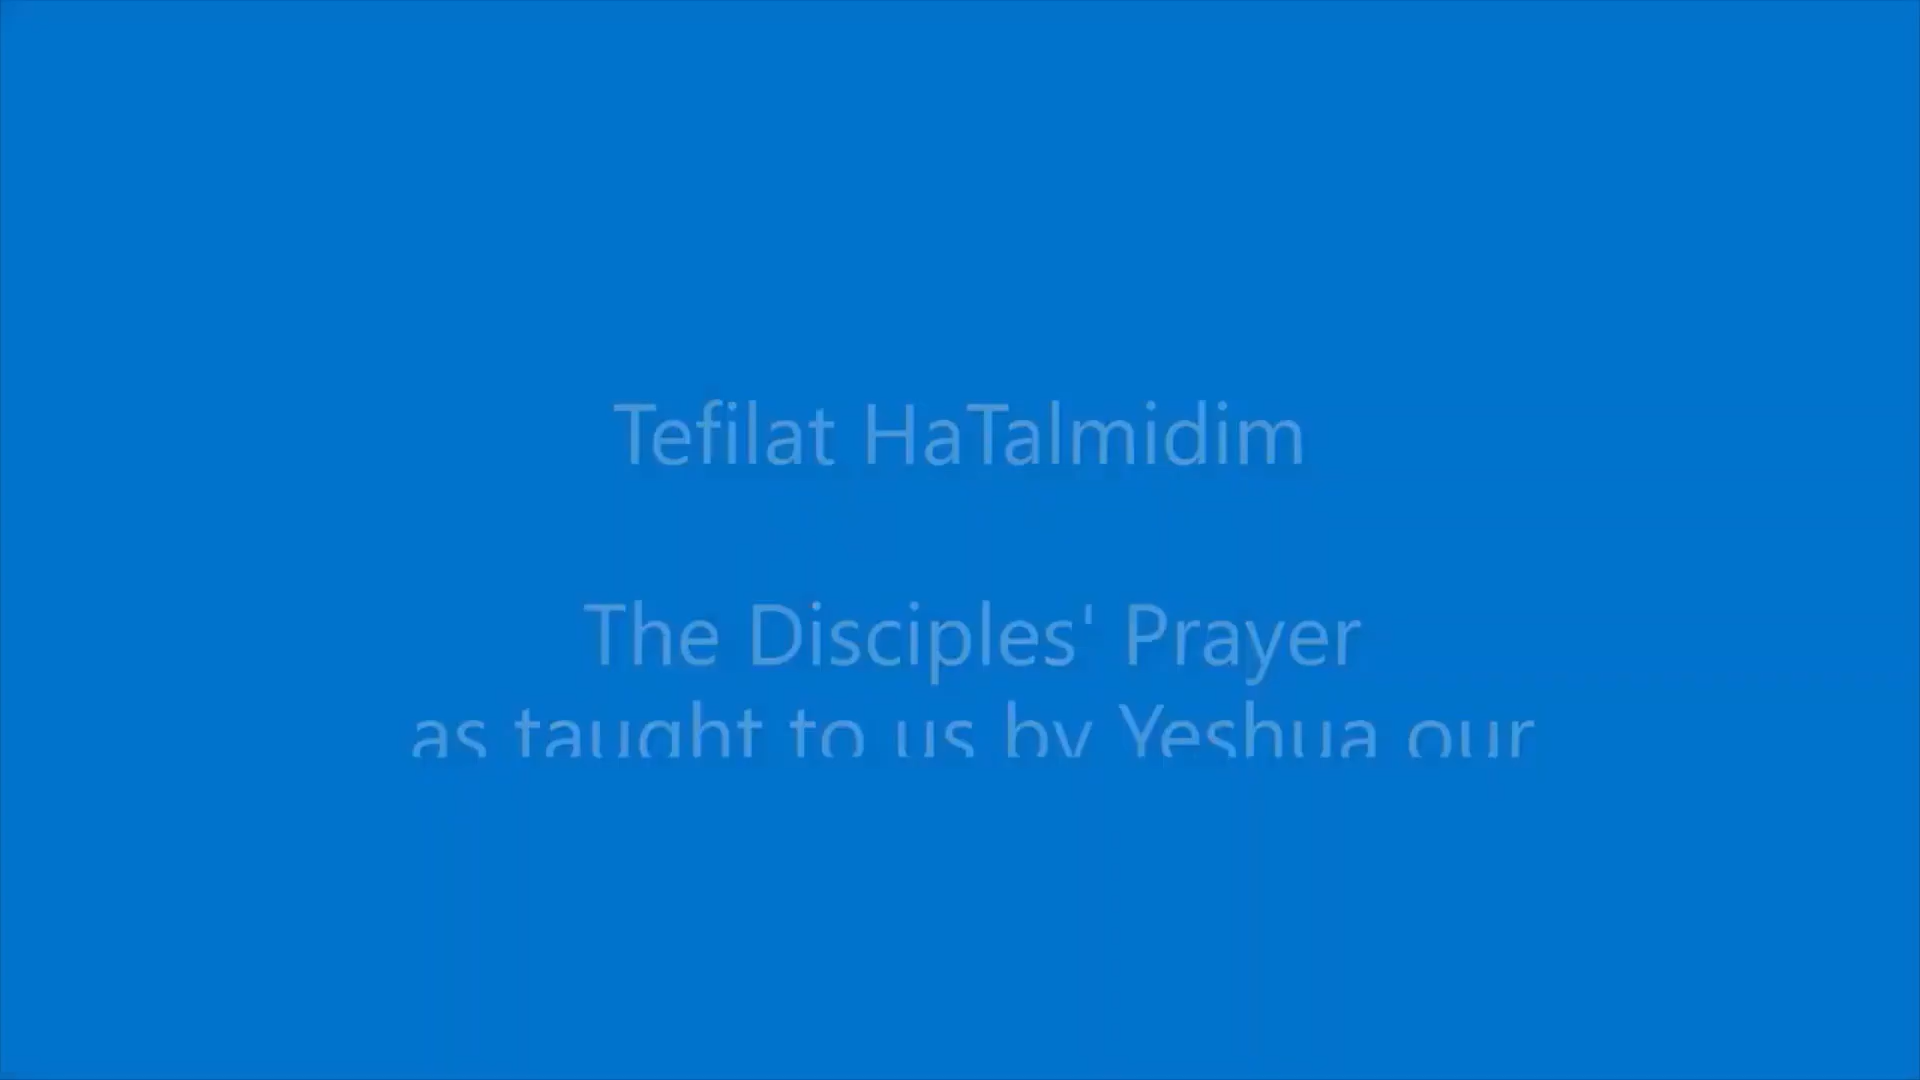 Tefilat HaTalmidim
The Disciples' Prayer
as taught to us by Yeshua our